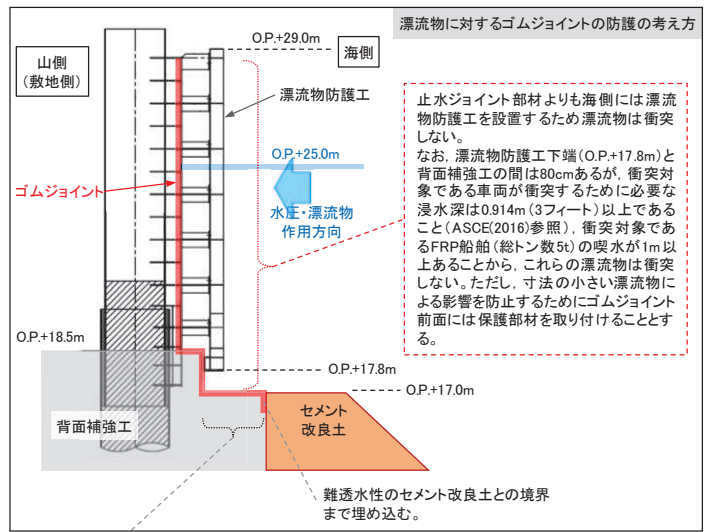 漂流物に対するゴムジョイントの防護の考え方
O.P.+29.0m
山側
(敷地側)
海側
漂流物防護工
O.P.+25.0m
ゴムジョイント
水圧・漂流物
作用方向
止水ジョイント部材よりも海側には漂流
物防護工を設置するため漂流物は衝突
しない。
なお，漂流物防護工下端(O.P.+17.8m)と
背面補強工の間は80cmあるが，衝突対
象である車両が衝突するために必要な
浸水深は0.914m(3フィート)以上であるこ
と(ASCE(2016)参照)，衝突対象であ
るFRP船舶(総トン数5t)の喫水が1m以
上あることから，これらの漂流物は衝突
しない。ただし，寸法の小さい漂流物に
よる影響を防止するためにゴムジョイント
前面には保護部材を取り付けることとす
る。
O.P.+18.5m
O.P.+17.8m
O.P.+17.0m
背面補強工
セメント
改良土
難透水性のセメント改良土との境界
まで埋め込む。